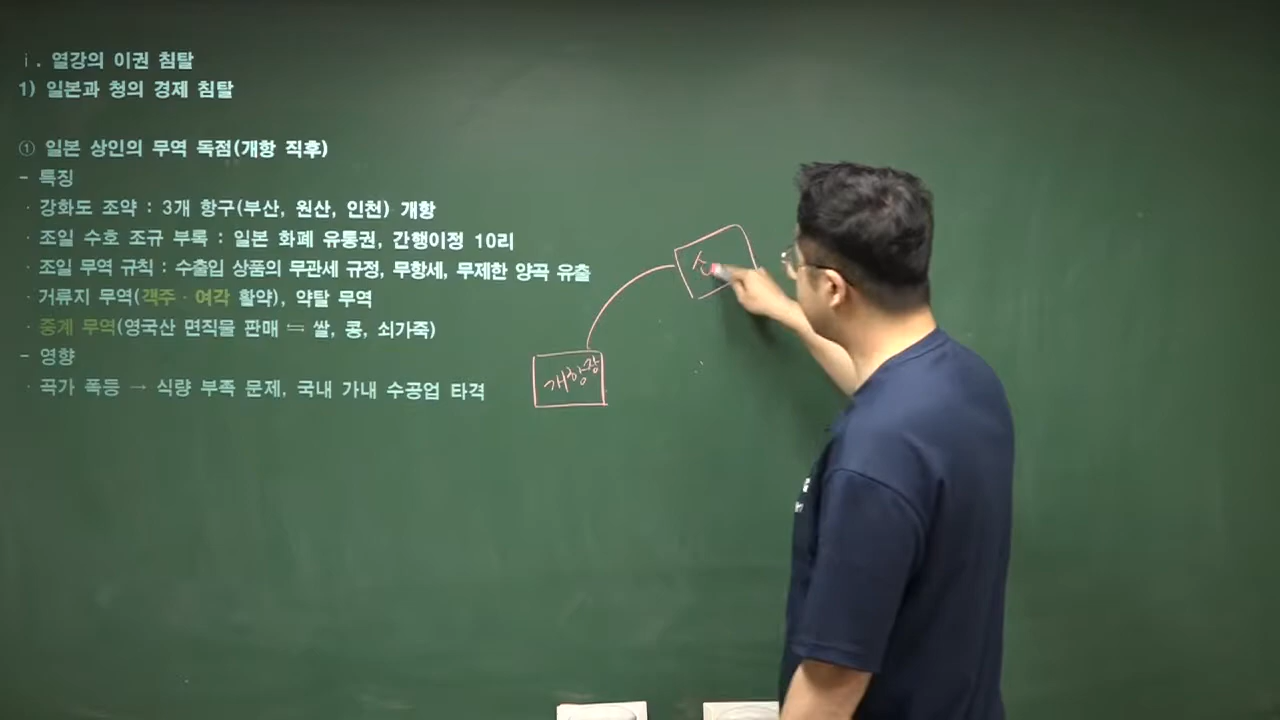 ⅰ. 열강의 이권 침탈
1) 일본과 청의 경제 침탈
① 일본 상인의 무역 독점(개항 직후)
- 특징
· 강화도 조약 : 3개 항구(부산, 원산, 인천) 개항
· 조일 수호 조규 부록 : 일본 화폐 유통권, 간행이정 10리
· 조일 무역 규칙 : 수출입 상품의 무관세 규정, 무항세, 무제한 양곡 유출
· 거류지 무역(객주 · 여각 활약), 약탈 무역
· 중계 무역(영국산 면직물 판매 ⇆ 쌀, 콩, 쇠가죽)
- 영향
· 곡가 폭등 → 식량 부족 문제, 국내 가내 수공업 타격
개항장